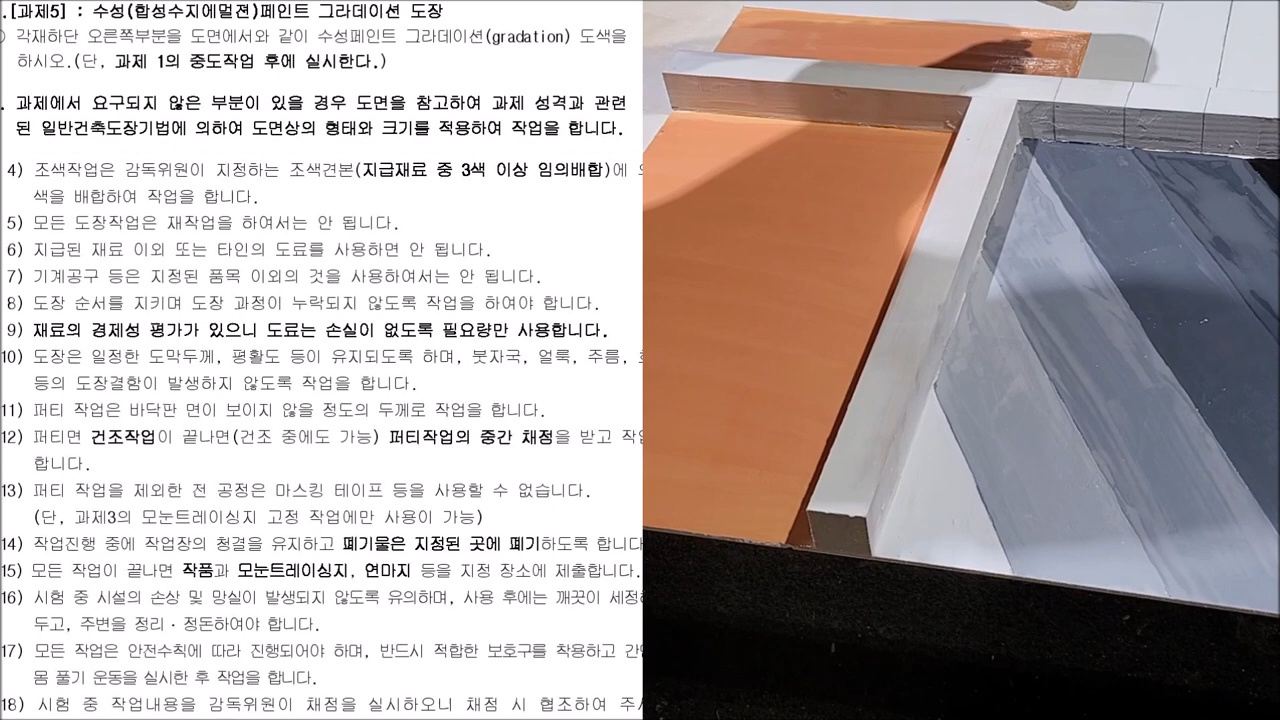 .[과제5] : 수성(합성수지에멀젼)페인트 그라데이션 도장
각재하단 오른쪽부분을 도면에서와 같이 수성페인트 그라데이션(gradation) 도색을
하시오.(단, 과제 1의 중도작업 후에 실시한다.)
. 과제에서 요구되지 않은 부분이 있을 경우 도면을 참고하여 과제 성격과 관련
된 일반건축도장기법에 의하여 도면상의 형태와 크기를 적용하여 작업을 합니다.
4) 조색작업은 감독위원이 지정하는 조색견본(지급재료 중 3색 이상 임의배합)에
색을 배합하여 작업을 합니다.
5) 모든 도장작업은 재작업을 하여서는 안 됩니다.
6) 지급된 재료 이외 또는 타인의 도료를 사용하면 안 됩니다.
7) 기계공구 등은 지정된 품목 이외의 것을 사용하여서는 안 됩니다.
8) 도장 순서를 지키며 도장 과정이 누락되지 않도록 작업을 하여야 합니다.
9) 재료의 경제성 평가가 있으니 도료는 손실이 없도록 필요량만 사용합니다.
10) 도장은 일정한 도막두께, 평활도 등이 유지되도록 하며, 붓자국, 얼룩, 주름,
등의 도장결함이 발생하지 않도록 작업을 합니다.
11) 퍼티 작업은 바닥판 면이 보이지 않을 정도의 두께로 작업을 합니다.
12) 퍼티면 건조작업이 끝나면(건조 중에도 가능) 퍼티작업의 중간 채점을 받고
합니다.
13) 퍼티 작업을 제외한 전 공정은 마스킹 테이프 등을 사용할 수 없습니다.
(단, 과제3의 모눈트레이싱지 고정 작업에만 사용이 가능)
14) 작업진행 중에 작업장의 청결을 유지하고 폐기물은 지정된 곳에 폐기하도록 합니다
15) 모든 작업이 끝나면 작품과 모눈트레이싱지, 연마지 등을 지정 장소에 제출합니다.
16) 시험 중 시설의 손상 및 망실이 발생되지 않도록 유의하며, 사용 후에는 깨끗이
두고, 주변을 정리·정돈하여야 합니다.
17) 모든 작업은 안전수칙에 따라 진행되어야 하며, 반드시 적합한 보호구를 착용하고
몸 풀기 운동을 실시한 후 작업을 합니다.
18) 시험 중 작업내용을 감독위원이 채점을 실시하오니 채점 시 협조하여